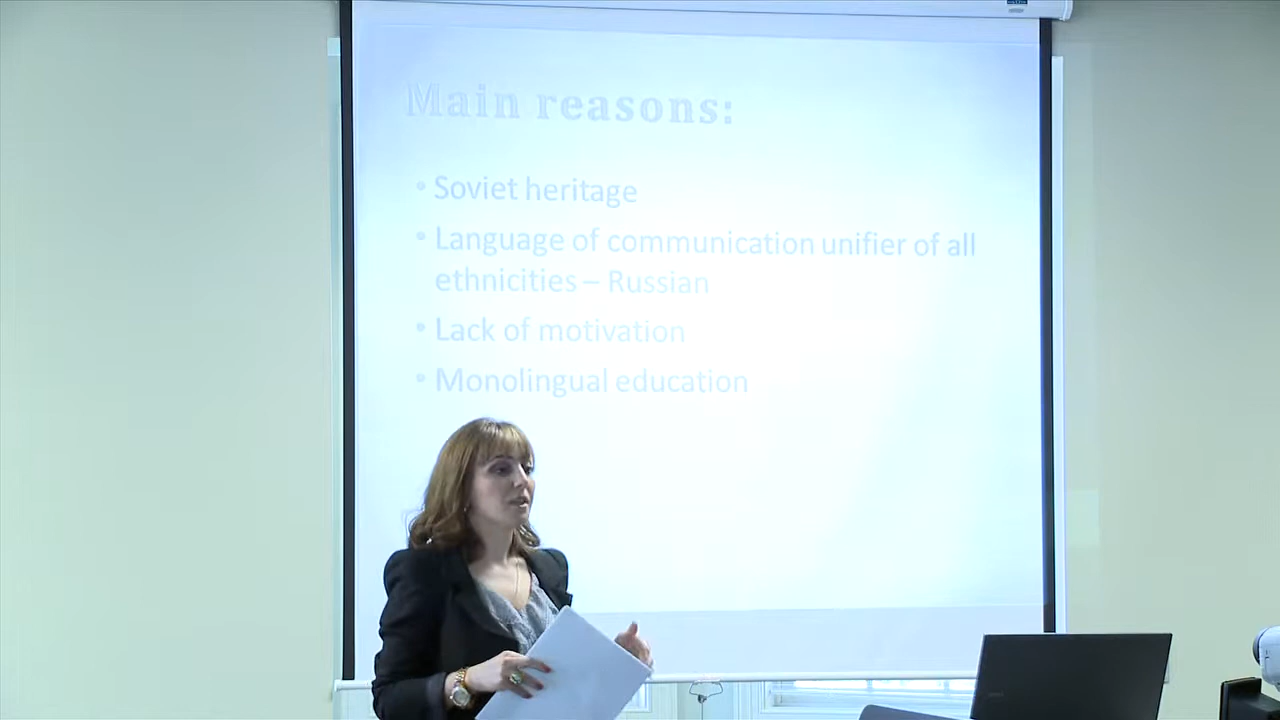 Main reasons:
• Soviet heritage
• Language of communication unifier of all
ethnicities – Russian
• Lack of motivation
• Monolingual education